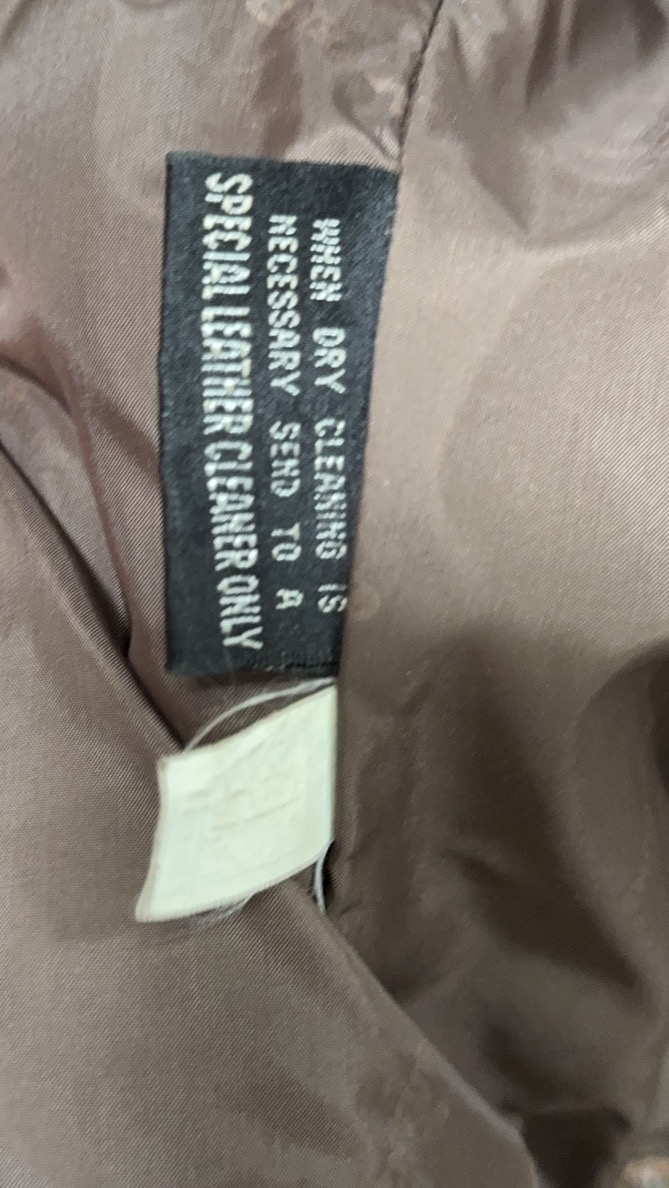 WHEN DRY CLEANING IS
NECESSARY SEND TO A
SPECIAL LEATHER CLEANER ONLY